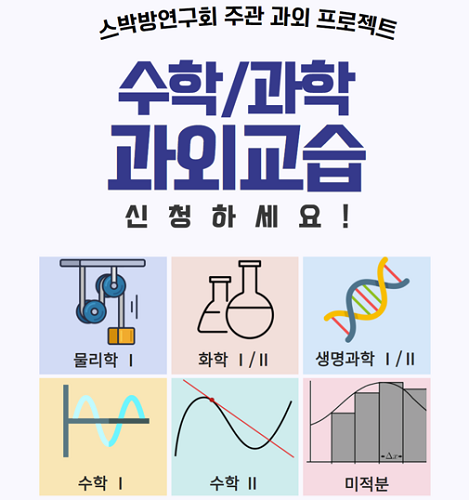 스박방연구회 주관 과외 프로젝트
수학/과학
과외교습
신청하세요!
물리학 Ⅰ
화학 Ⅰ/Ⅱ
생명과학 Ⅰ/Ⅱ
수학 Ⅰ
수학 Ⅱ
Δx
미적분